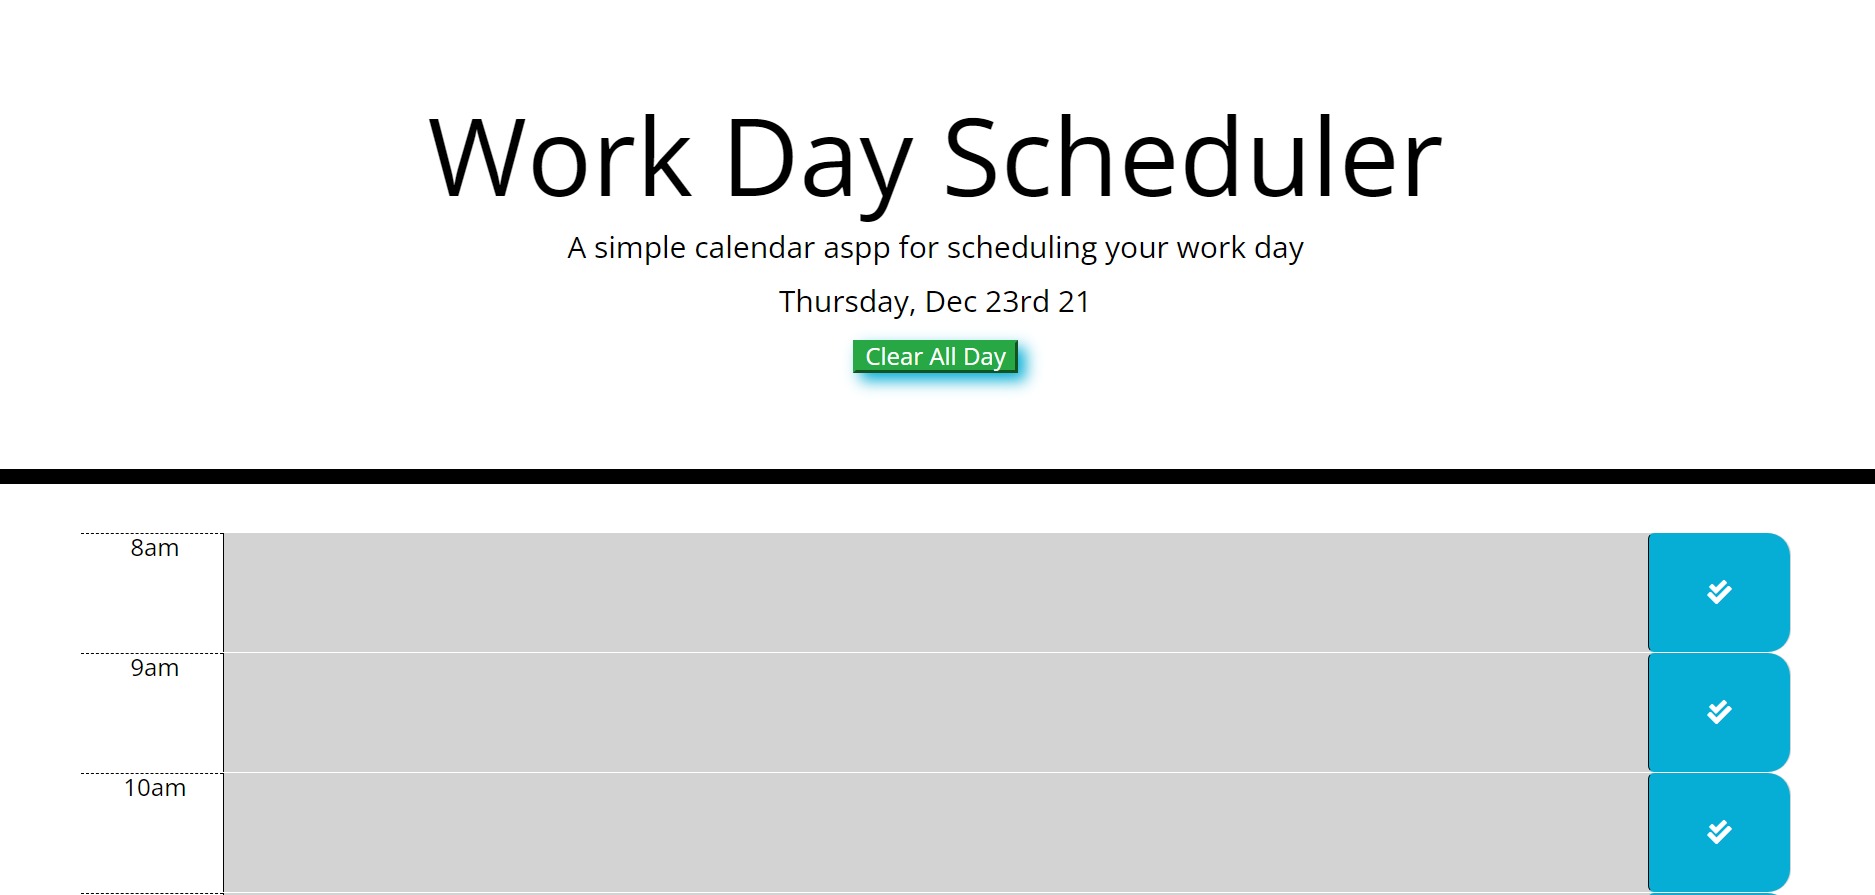 Work Day Scheduler
A simple calendar aspp for scheduling your work day
Thursday, Dec 23rd 21
Clear All Day
8am
9am
10am